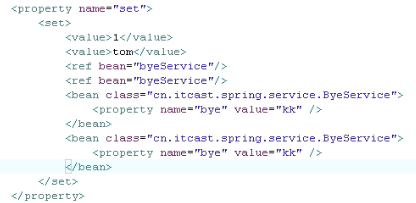 <property name="set">
<set>
<value>1</value>
<value>tom</value>
<ref bean="byeService"/>
<ref bean="byeService"/>
<bean class="cn.itcast.spring.service.ByeService">
<property name="bye" value="kk" />
</bean>
<bean class="cn.itcast.spring.service.ByeService">
<property name="bye" value="kk" />
</bean>
</set>
</property>